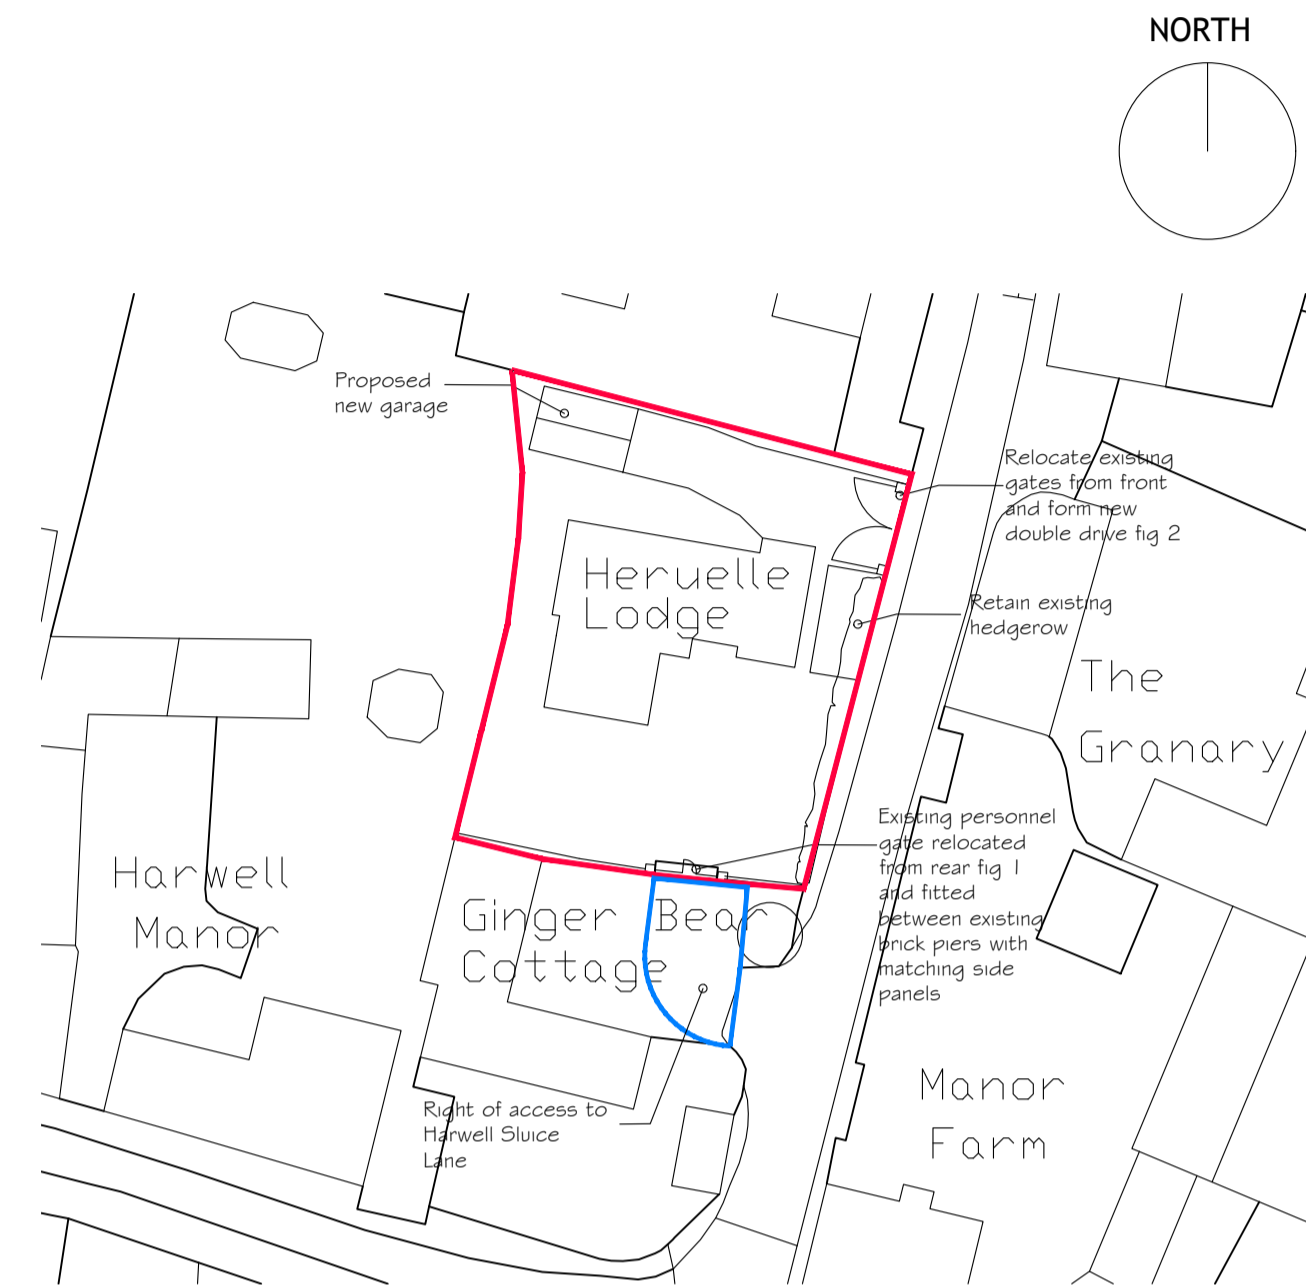 NORTH
Proposed
new garage
Relocate existing
gates from front
and form new
double drive fig 2
Heruelle
Lodge
Retain existing
hedgerow
The
Granary
Existing personnel
gate relocated
from rear fig 1
and fitted
between existing
brick piers with
matching side
panels
Harwell
Manor
Ginger Bear
Cottage
Manor
Farm
Right of access to
Harwell Sluice
Lane